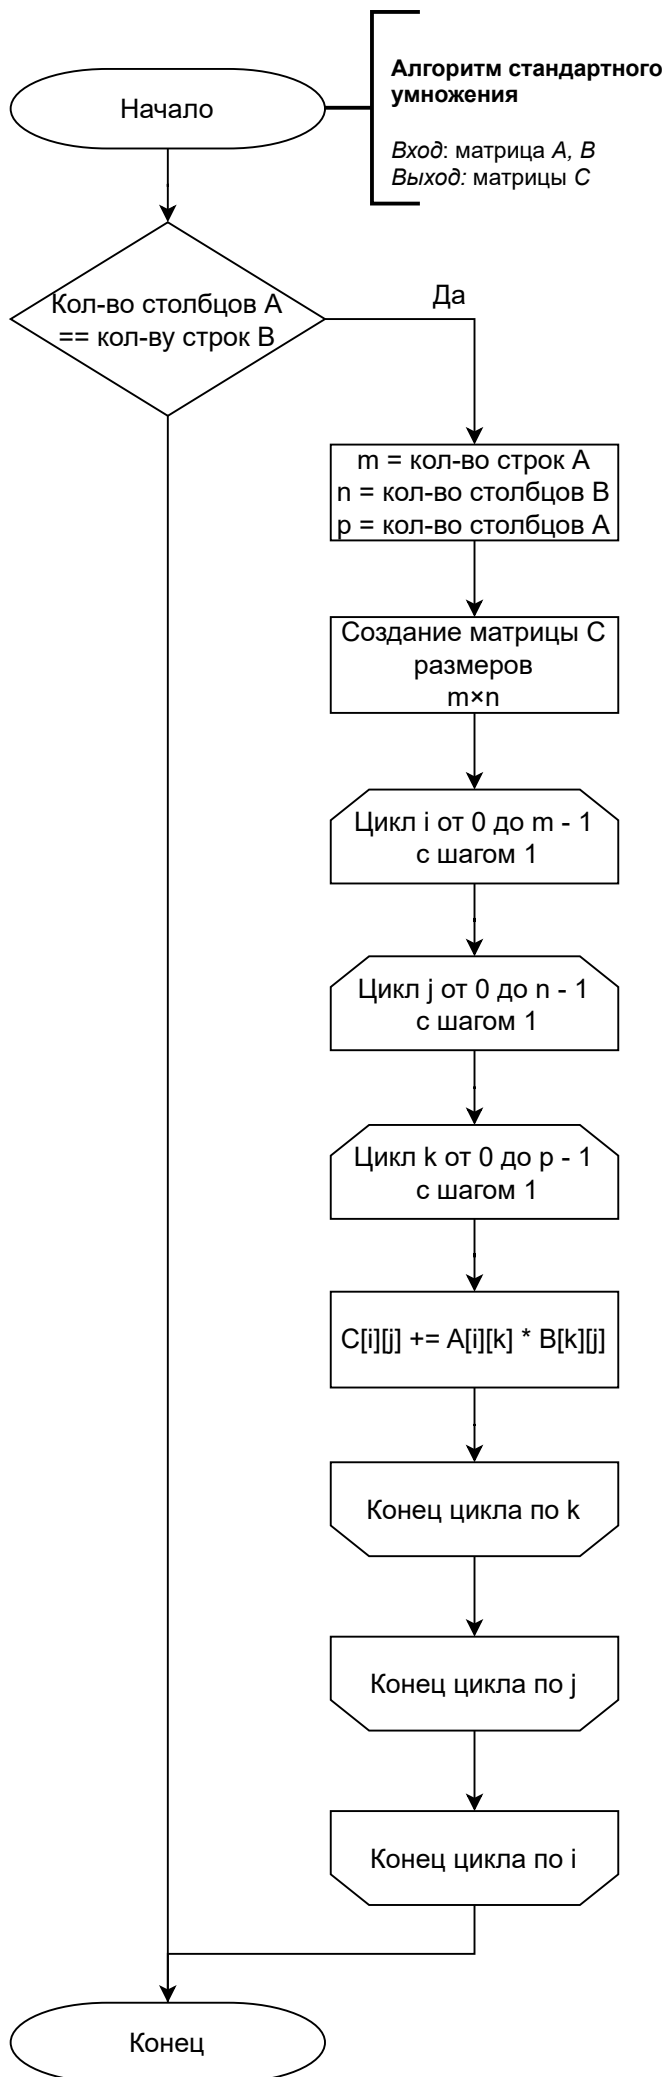 Алгоритм стандартного
умножения
Вход: матрица A, B
Выход: матрицы C
Начало
Кол-во столбцов A
== кол-ву строк B
Да
m = кол-во строк A
n = кол-во столбцов B
p = кол-во столбцов A
Создание матрицы C
размеров
m×n
Цикл i от 0 до m - 1
с шагом 1
Цикл j от 0 до n - 1
с шагом 1
Цикл k от 0 до p - 1
с шагом 1
C[i][j] += A[i][k] * B[k][j]
Конец цикла по k
Конец цикла по j
Конец цикла по i
Конец